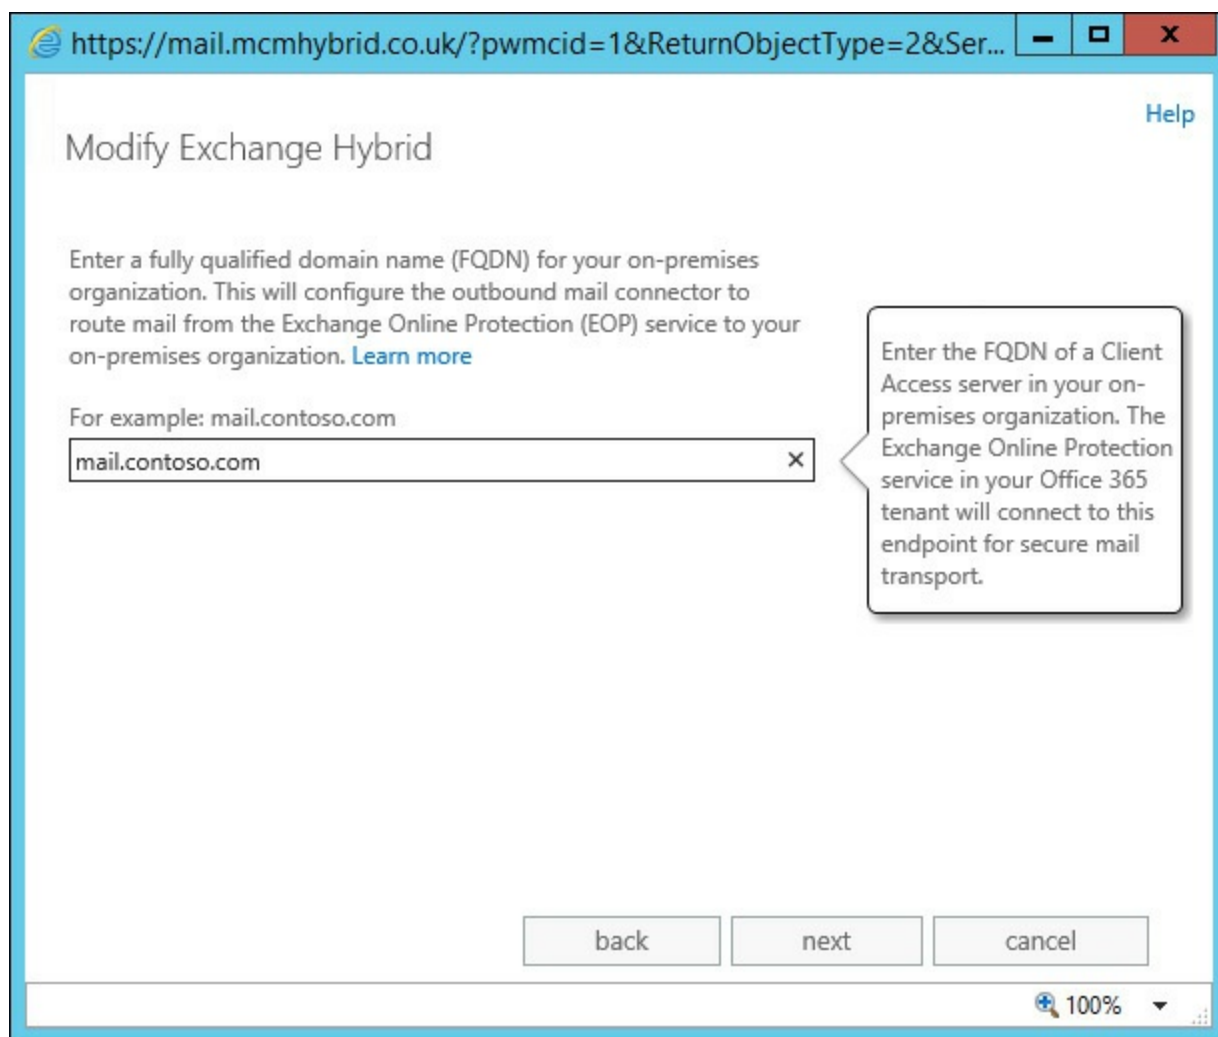 https://mail.mcmhybrid.co.uk/?pwmcid=1&ReturnObjectType=2&Ser...
Help
Modify Exchange Hybrid
Enter a fully qualified domain name (FQDN) for your on-premises
organization. This will configure the outbound mail connector to
route mail from the Exchange Online Protection (EOP) service to your
on-premises organization. Learn more
For example: mail.contoso.com
mail.contoso.com
Enter the FQDN of a Client
Access server in your on-
premises organization. The
Exchange Online Protection
service in your Office 365
tenant will connect to this
endpoint for secure mail
transport.
back
next
cancel
100%